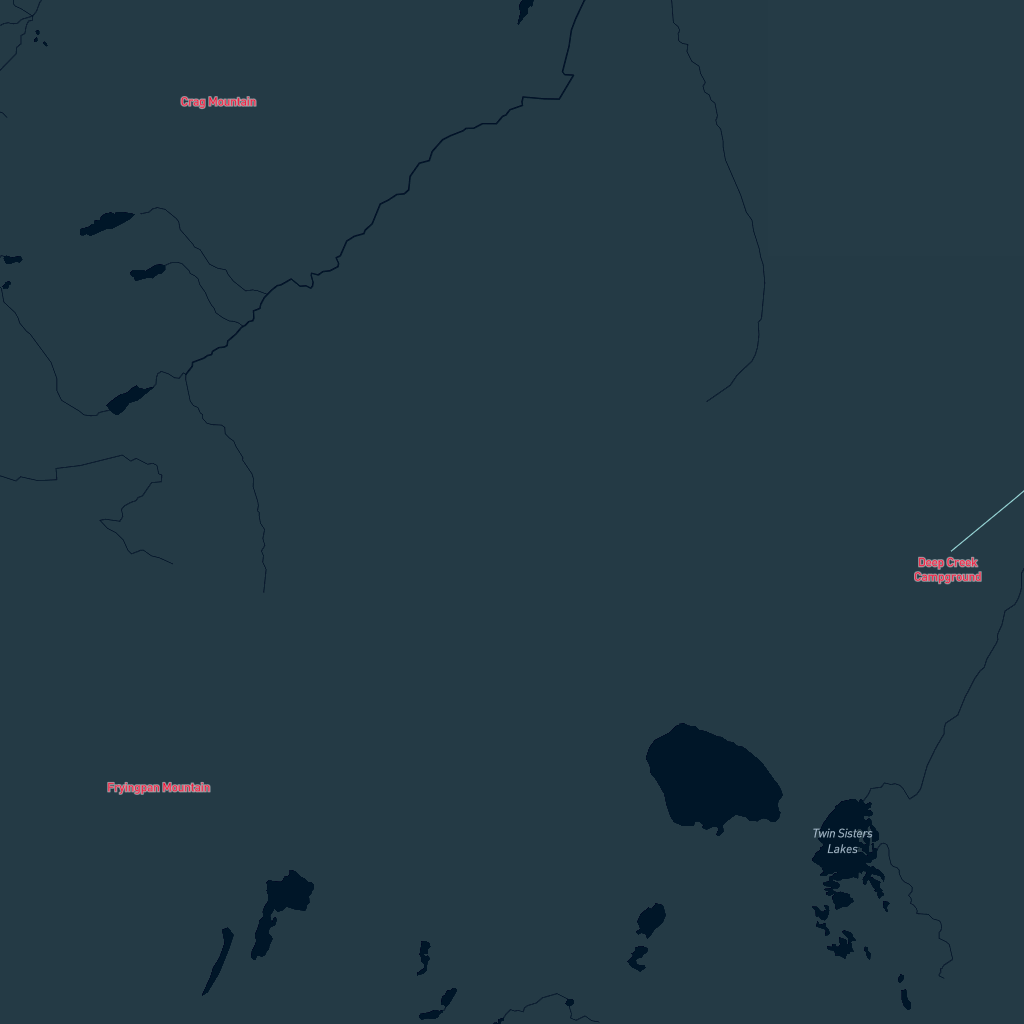 Crag Mountain
Deep Creek
Campground
Fryingpan Mountain
Twin Sisters
Lakes